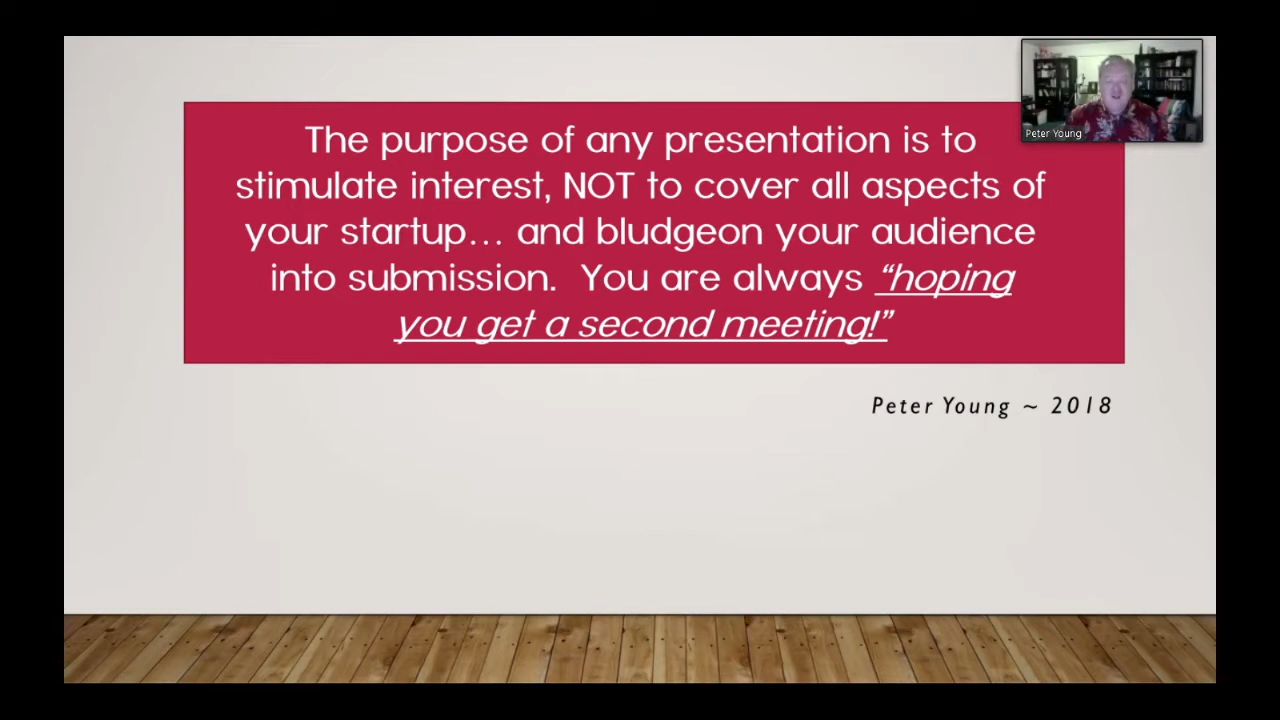 The purpose of any presentation is to
stimulate interest, NOT to cover all aspects of
your startup… and bludgeon your audience
into submission.  You are always “hoping
you get a second meeting!”
Peter Young ~ 2018
Peter Young